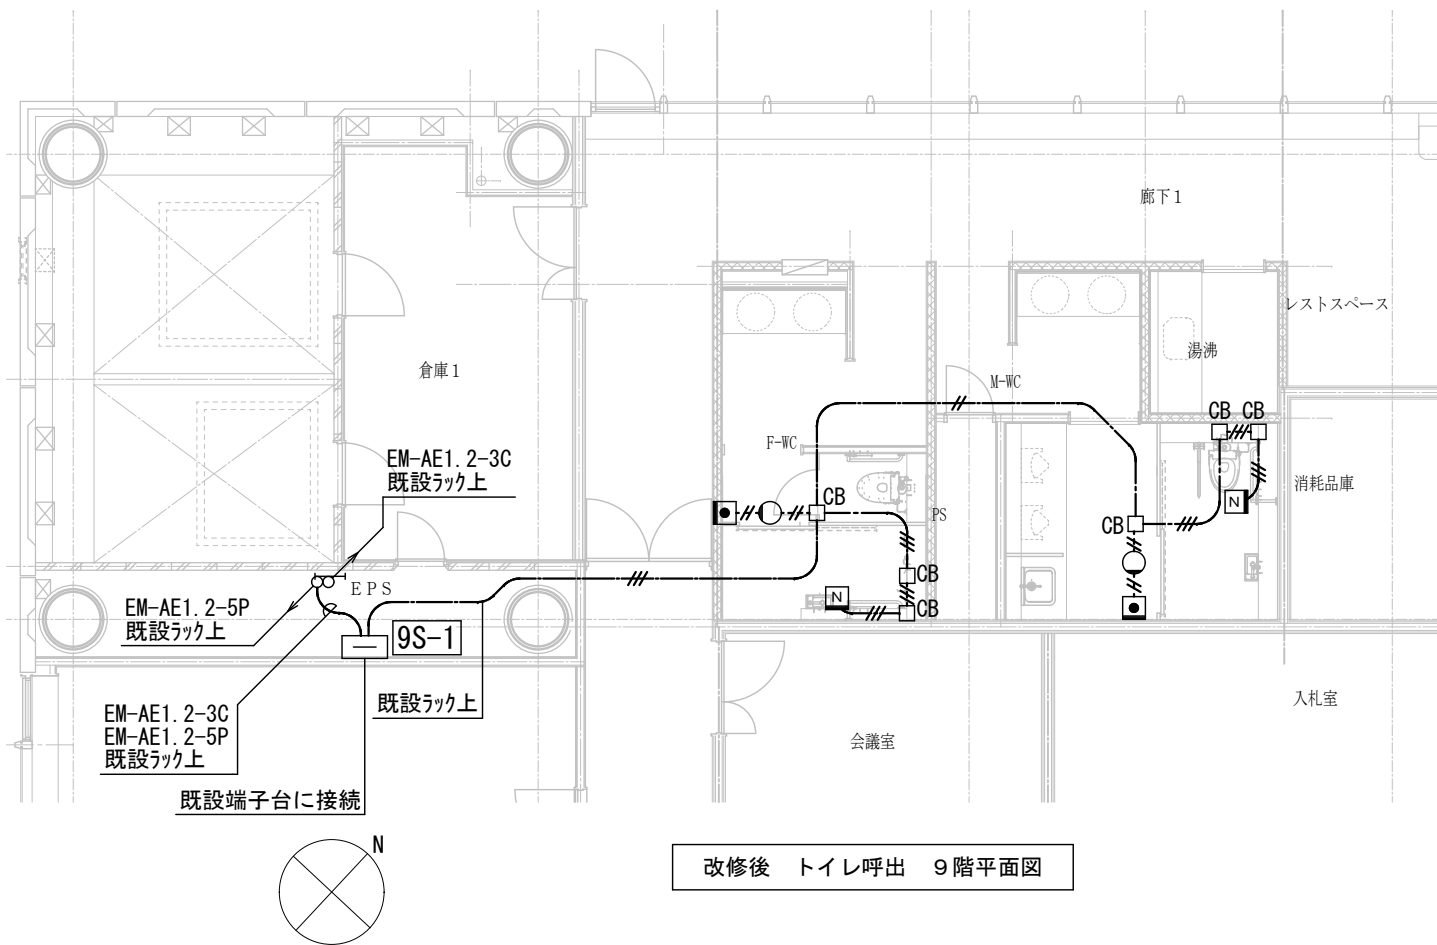 廊下1
レストスペース
湯沸
倉庫1
M-WC
CB
CB
F-WC
EM-AE1.2-3C
既設ラック上
消耗品庫
CB
N
PS
CB
CB
EPS
N
CB
EM-AE1.2-5P
既設ラック上
9S-1
既設ラック上
入札室
EM-AE1.2-3C
EM-AE1.2-5P
既設ラック上
会議室
既設端子台に接続
N
改修後 トイレ呼出 9階平面図